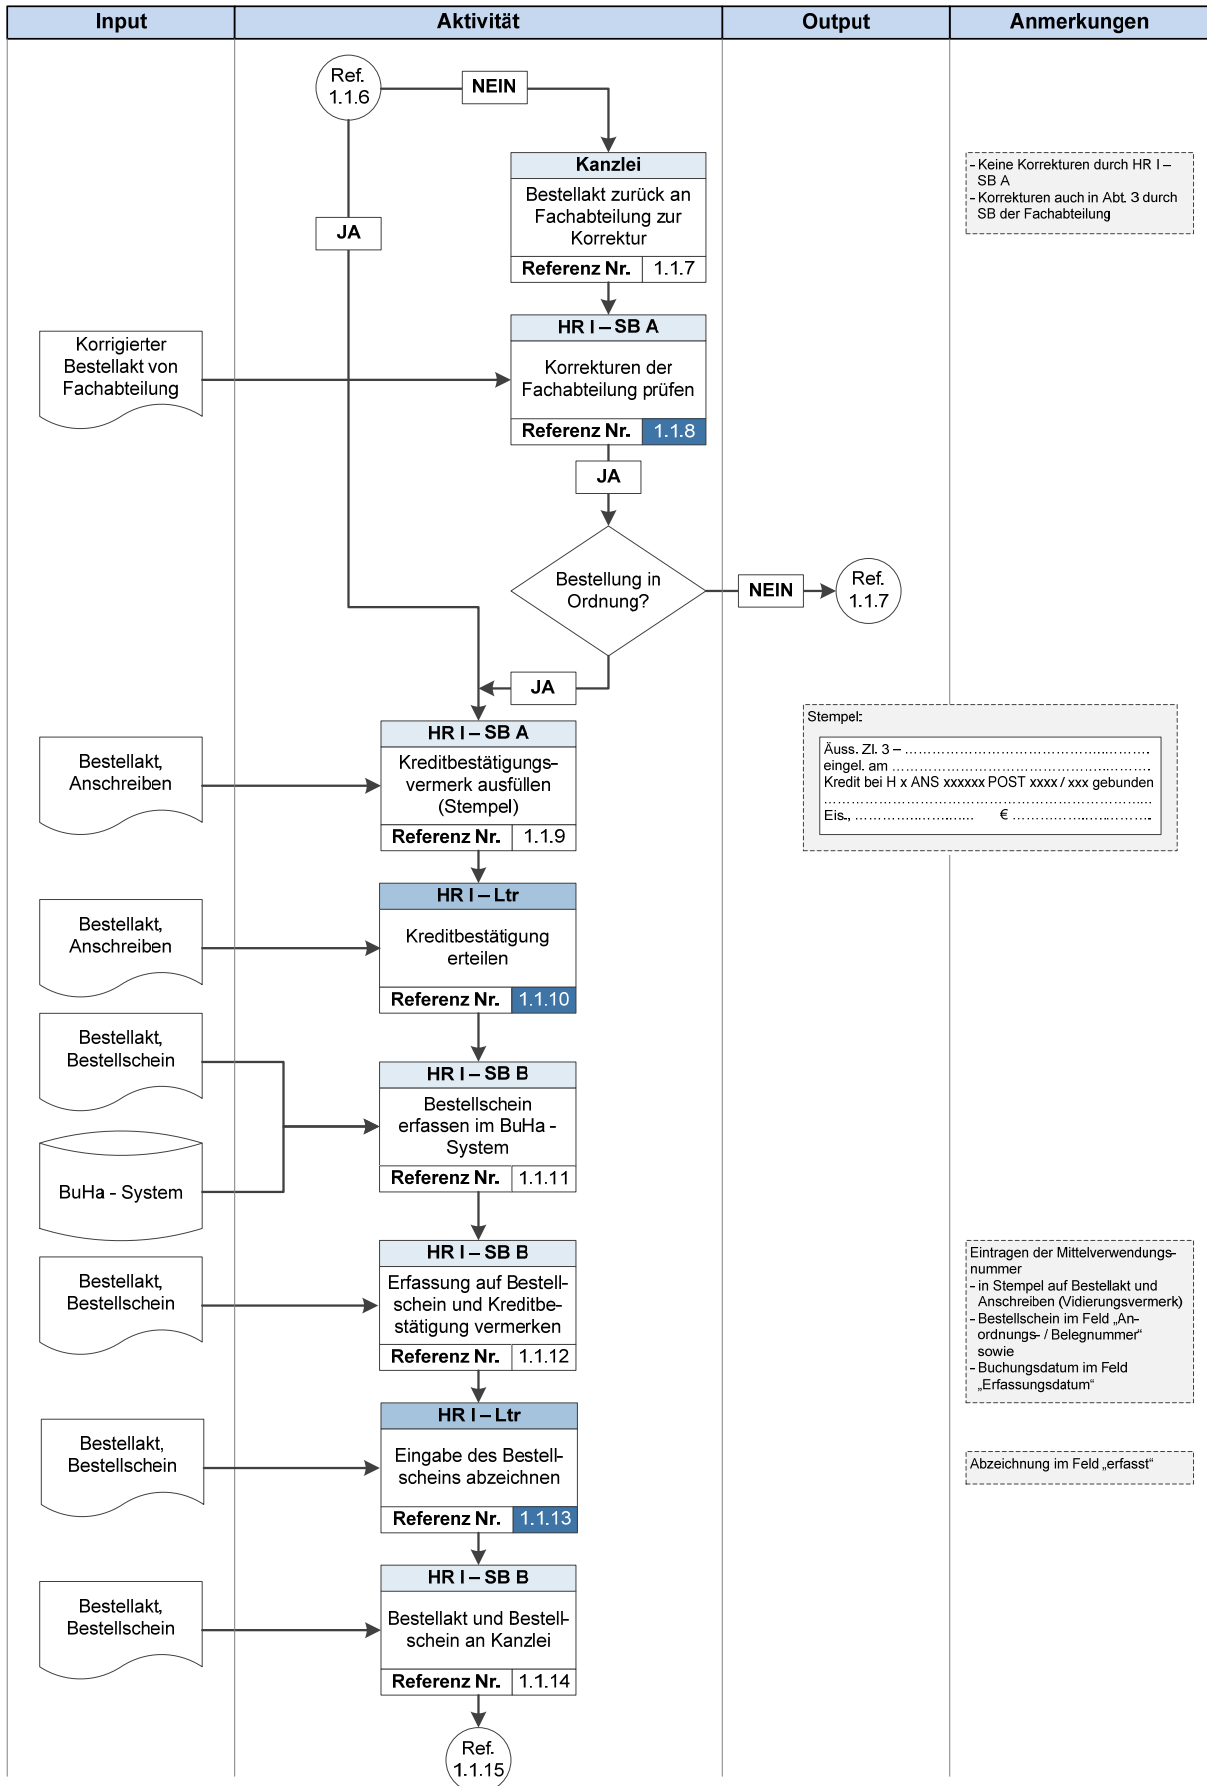 Input
Aktivität
Output
Anmerkungen
Ref.
1.1.6
NEIN
Kanzlei
Bestellakt zurück an
Fachabteilung zur
Korrektur
Referenz Nr.
1.1.7
- Keine Korrekturen durch HR I –
SB A
- Korrekturen auch in Abt. 3 durch
SB der Fachabteilung
JA
Korrigierter
Bestellakt von
Fachabteilung
HR I – SB A
Korrekturen der
Fachabteilung prüfen
Referenz Nr.
1.1.8
JA
Bestellung in
Ordnung?
NEIN
Ref.
1.1.7
JA
Bestellakt,
Anschreiben
HR I – SB A
Kreditbestätigungs-
vermerk ausfüllen
(Stempel)
Referenz Nr.
1.1.9
Stempel:
Äuss. Zl. 3 – ................................................
eingel. am ................................................
Kredit bei H x ANS xxxxxx POST xxxx / xxx gebunden
................................................................
Eis., ........................ € ................................
Bestellakt,
Anschreiben
HR I – Ltr
Kreditbestätigung
erteilen
Referenz Nr.
1.1.10
Bestellakt,
Bestellschein
BuHa - System
HR I – SB B
Bestellschein
erfassen im BuHa -
System
Referenz Nr.
1.1.11
Bestellakt,
Bestellschein
HR I – SB B
Erfassung auf Bestell-
schein und Kreditbe-
stätigung vermerken
Referenz Nr.
1.1.12
Eintragen der Mittelverwendungs-
nummer
- in Stempel auf Bestellakt und
Anschreiben (Vidierungsvermerk)
- Bestellschein im Feld „An-
ordnungs- / Belegnummer“
sowie
- Buchungsdatum im Feld
„Erfassungsdatum“
Bestellakt,
Bestellschein
HR I – Ltr
Eingabe des Bestell-
scheins abzeichnen
Referenz Nr.
1.1.13
Abzeichnung im Feld „erfasst“
Bestellakt,
Bestellschein
HR I – SB B
Bestellakt und Bestell-
schein an Kanzlei
Referenz Nr.
1.1.14
Ref.
1.1.15